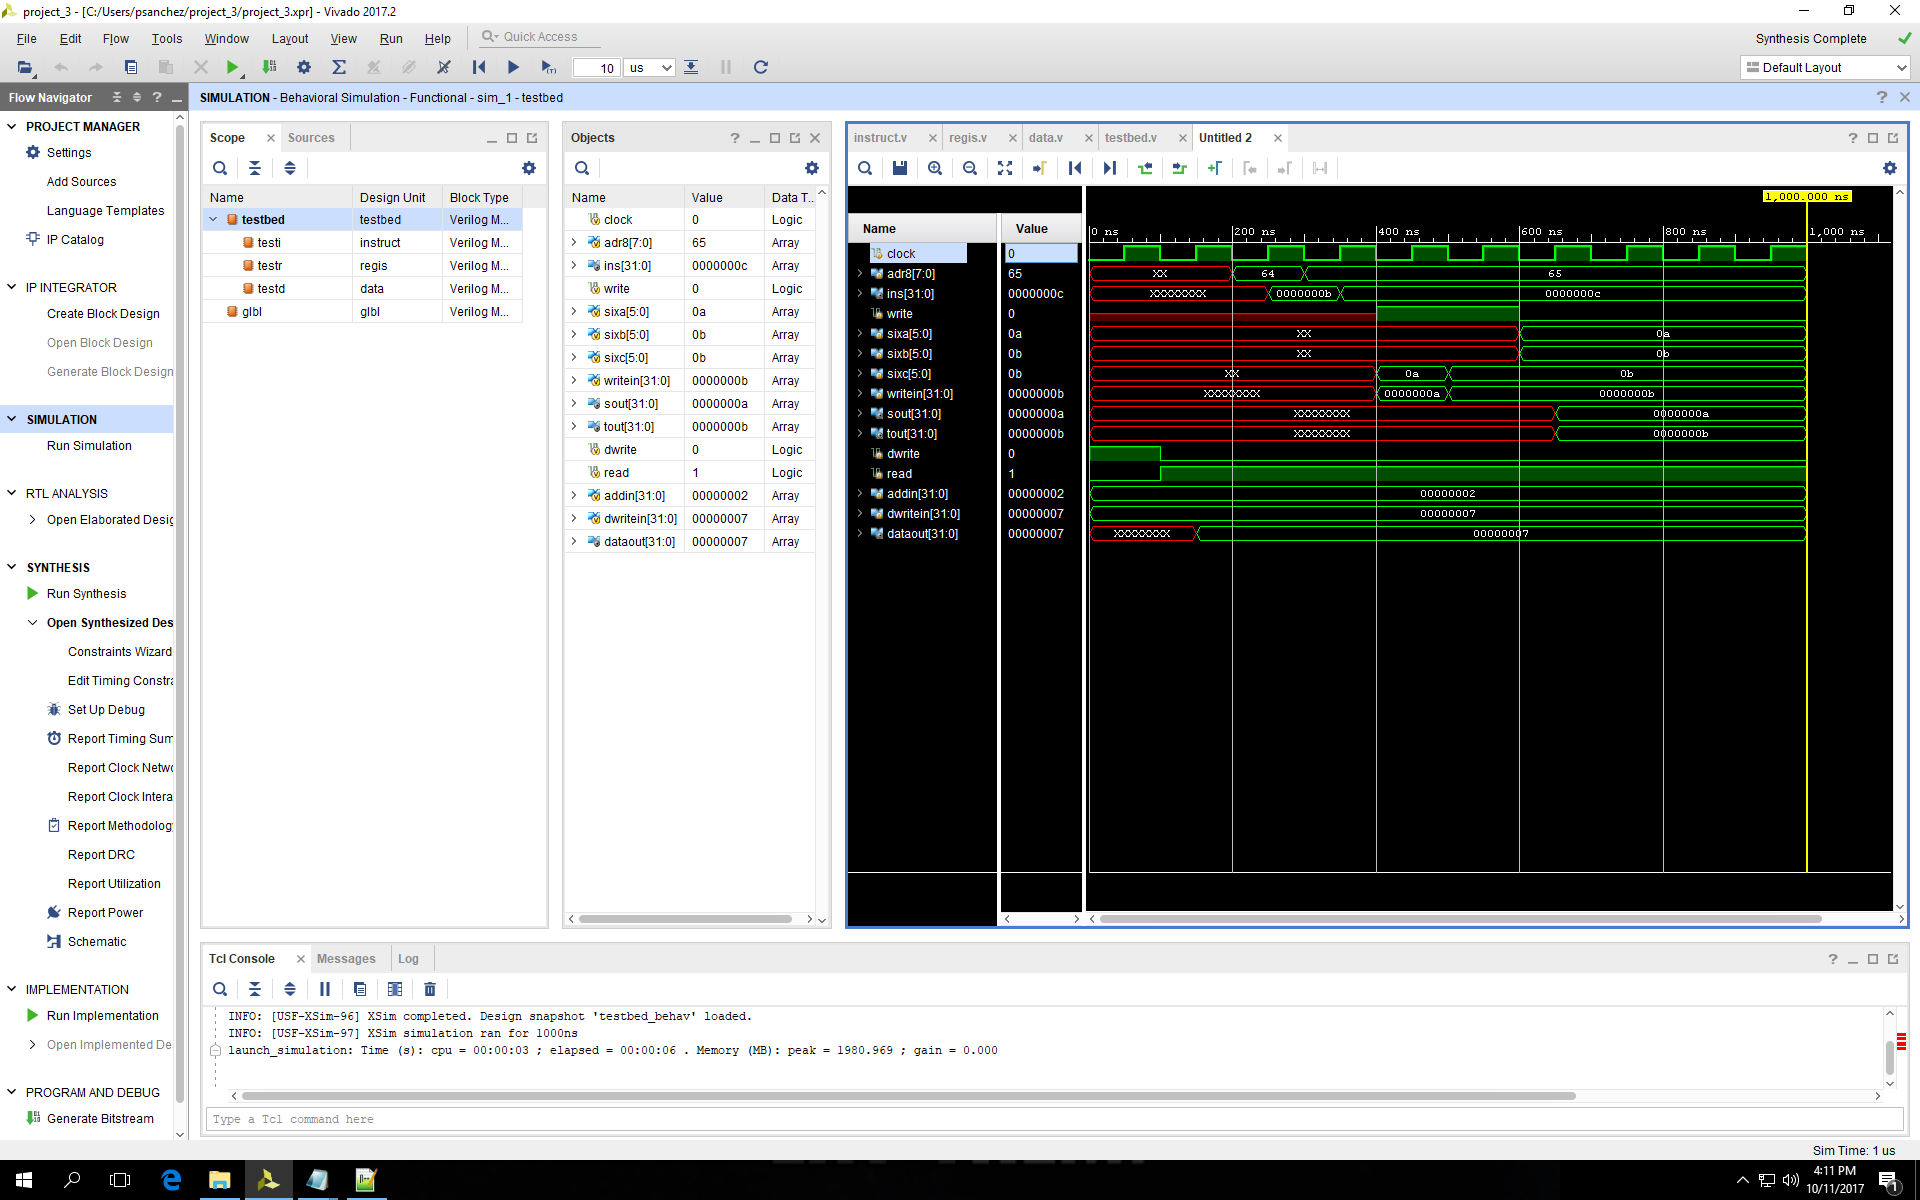 project_3 - [C:/Users/psanchez/project_3/project_3.xpr] - Vivado 2017.2
File Edit Flow Tools Window Layout View Run Help Quick Access
Synthesis Complete
10 us
Default Layout
Flow Navigator
SIMULATION - Behavioral Simulation - Functional - sim_1 - testbed
PROJECT MANAGER
Settings
Add Sources
Language Templates
IP Catalog
IP INTEGRATOR
Create Block Design
Open Block Design
Generate Block Design
SIMULATION
Run Simulation
RTL ANALYSIS
Open Elaborated Desig
SYNTHESIS
Run Synthesis
Open Synthesized Des
Constraints Wizard
Edit Timing Constra
Set Up Debug
Report Timing Sum
Report Clock Netwo
Report Clock Intera
Report Methodology
Report DRC
Report Utilization
Report Power
Schematic
IMPLEMENTATION
Run Implementation
Open Implemented De
PROGRAM AND DEBUG
Generate Bitstream
Scope Sources
Name Design Unit Block Type
testbed testbed Verilog M...
testi instruct Verilog M...
testr regis Verilog M...
testd data Verilog M...
glbl glbl Verilog M...
Objects
Name Value Data T...
clock 0 Logic
adr8[7:0] 65 Array
ins[31:0] 0000000c Array
write 0 Logic
sixa[5:0] 0a Array
sixb[5:0] 0b Array
sixc[5:0] 0b Array
writein[31:0] 0000000b Array
sout[31:0] 0000000a Array
tout[31:0] 0000000b Array
dwrite 0 Logic
read 1 Logic
addin[31:0] 00000002 Array
dwritein[31:0] 00000007 Array
dataout[31:0] 00000007 Array
instruct.v regis.v data.v testbed.v Untitled 2
1,000.000 ns
Name Value
0 ns 200 ns 400 ns 600 ns 800 ns 1,000 ns
clock 0
adr8[7:0] 65 XX 64 65
ins[31:0] 0000000c XXXXXXXX 0000000b 0000000c
write 0
sixa[5:0] 0a XX 0a
sixb[5:0] 0b XX 0b
sixc[5:0] 0b XX 0a 0b
writein[31:0] 0000000b XXXXXXXX 0000000a 0000000b
sout[31:0] 0000000a XXXXXXXX 0000000a
tout[31:0] 0000000b XXXXXXXX 0000000b
dwrite 0
read 1
addin[31:0] 00000002 00000002
dwritein[31:0] 00000007 00000007
dataout[31:0] 00000007 XXXXXXXX 00000007
Tcl Console Messages Log
INFO: [USF-XSim-96] XSim completed. Design snapshot 'testbed_behav' loaded.
INFO: [USF-XSim-97] XSim simulation ran for 1000ns
launch_simulation: Time (s): cpu = 00:00:03 ; elapsed = 00:00:06 . Memory (MB): peak = 1980.969 ; gain = 0.000
Type a Tcl command here
Sim Time: 1 us
4:11 PM
10/11/2017
1